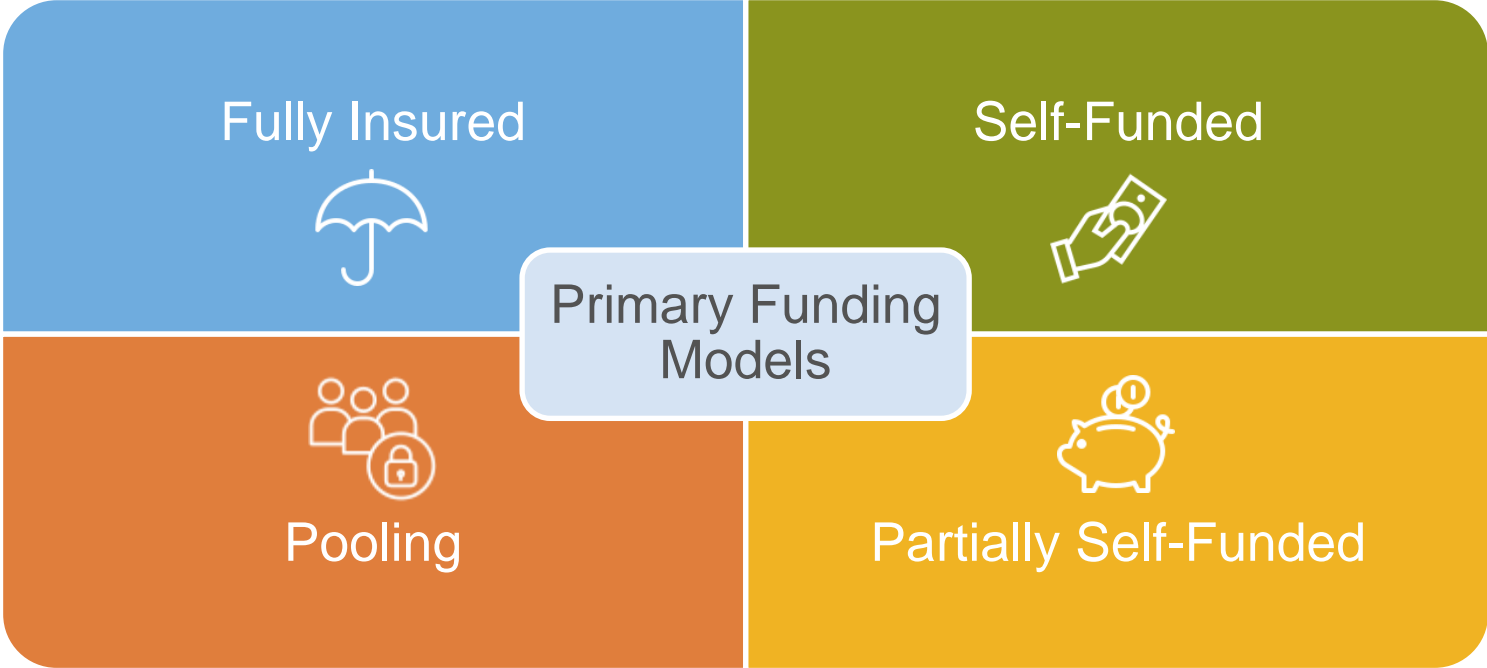 Fully Insured
Self-Funded
Primary Funding
Models
Pooling
Partially Self-Funded